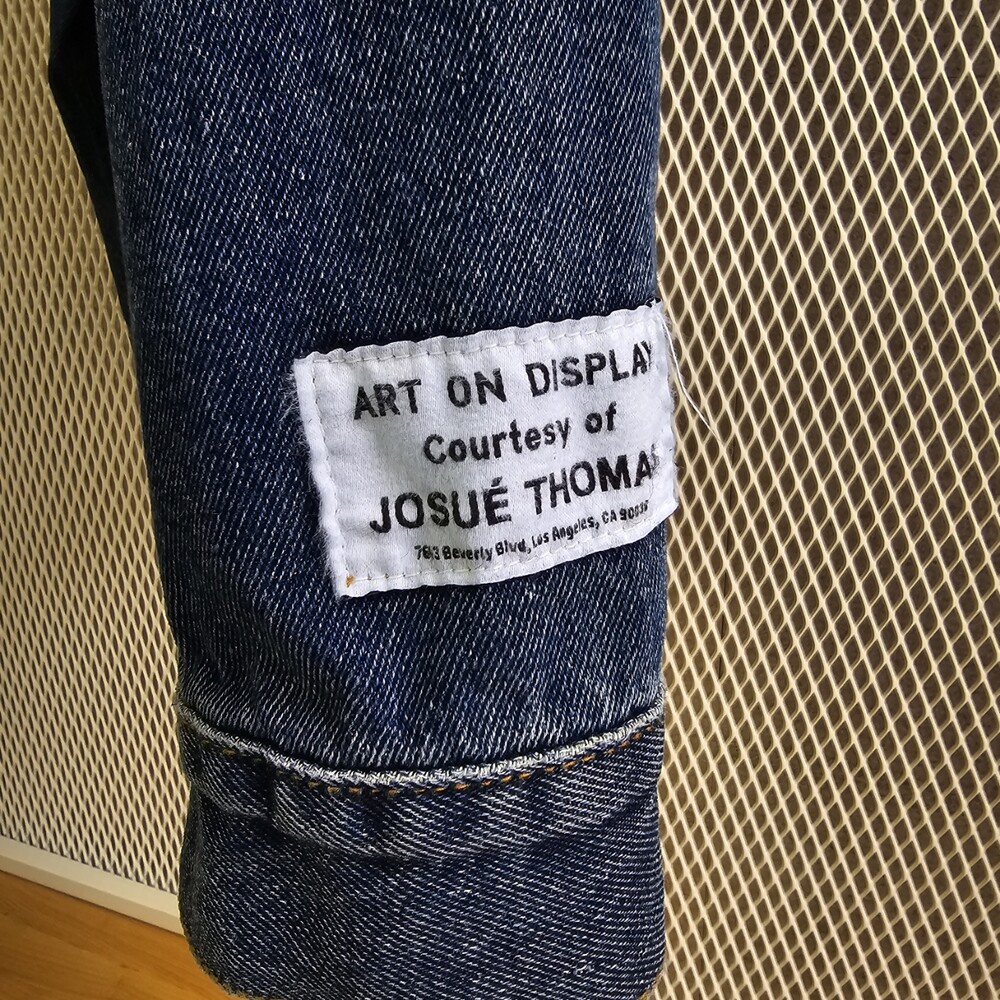 ART ON DISPLAY
Courtesy of
JOSUÉ THOMAS
Beverly Blvd, Los Angeles, CA